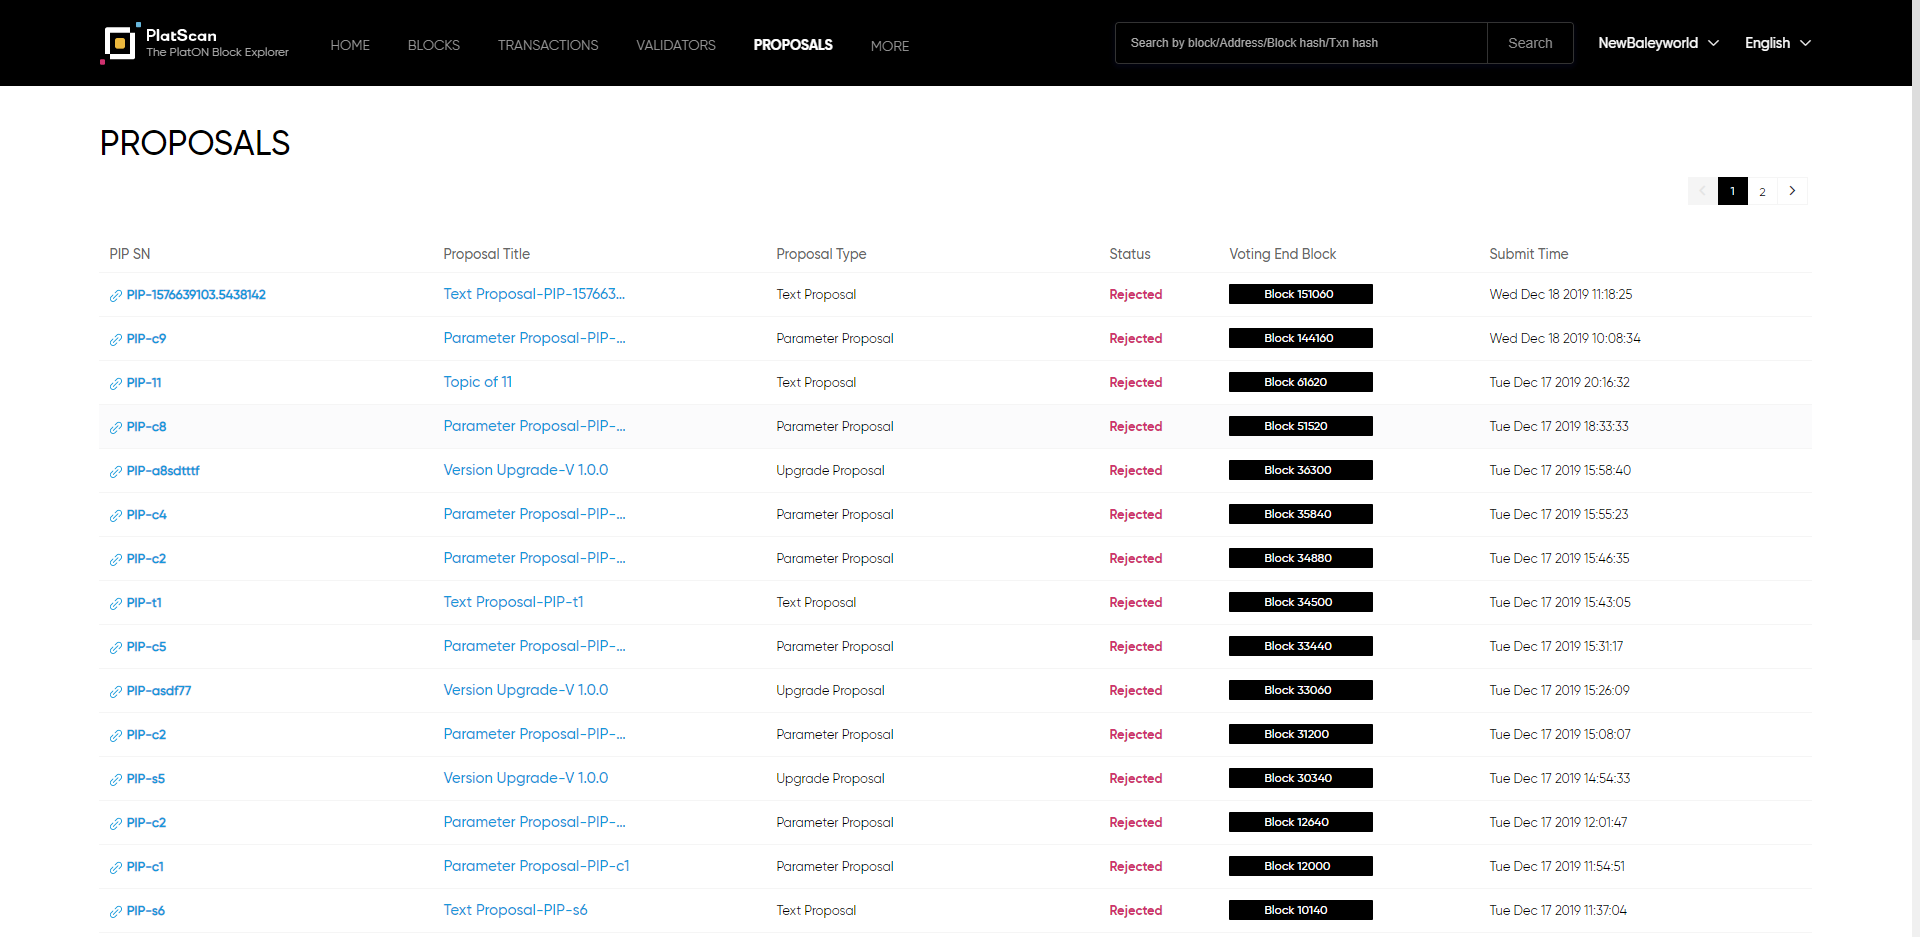 PlatScan
The PlatON Block Explorer
HOME BLOCKS TRANSACTIONS VALIDATORS PROPOSALS MORE
Search by block/Address/Block hash/Txn hash Search
NewBaleyworld English
PROPOSALS
1 2
PIP SN Proposal Title Proposal Type Status Voting End Block Submit Time
PIP-1576639103.5438142 Text Proposal-PIP-157663... Text Proposal Rejected Block 151060 Wed Dec 18 2019 11:18:25
PIP-c9 Parameter Proposal-PIP-... Parameter Proposal Rejected Block 144160 Wed Dec 18 2019 10:08:34
PIP-11 Topic of 11 Text Proposal Rejected Block 61620 Tue Dec 17 2019 20:16:32
PIP-c8 Parameter Proposal-PIP-... Parameter Proposal Rejected Block 51520 Tue Dec 17 2019 18:33:33
PIP-a8sdtttf Version Upgrade-V 1.0.0 Upgrade Proposal Rejected Block 36300 Tue Dec 17 2019 15:58:40
PIP-c4 Parameter Proposal-PIP-... Parameter Proposal Rejected Block 35840 Tue Dec 17 2019 15:55:23
PIP-c2 Parameter Proposal-PIP-... Parameter Proposal Rejected Block 34880 Tue Dec 17 2019 15:46:35
PIP-t1 Text Proposal-PIP-t1 Text Proposal Rejected Block 34500 Tue Dec 17 2019 15:43:05
PIP-c5 Parameter Proposal-PIP-... Parameter Proposal Rejected Block 33440 Tue Dec 17 2019 15:31:17
PIP-asdf77 Version Upgrade-V 1.0.0 Upgrade Proposal Rejected Block 33060 Tue Dec 17 2019 15:26:09
PIP-c2 Parameter Proposal-PIP-... Parameter Proposal Rejected Block 31200 Tue Dec 17 2019 15:08:07
PIP-s5 Version Upgrade-V 1.0.0 Upgrade Proposal Rejected Block 30340 Tue Dec 17 2019 14:54:33
PIP-c2 Parameter Proposal-PIP-... Parameter Proposal Rejected Block 12640 Tue Dec 17 2019 12:01:47
PIP-c1 Parameter Proposal-PIP-c1 Parameter Proposal Rejected Block 12000 Tue Dec 17 2019 11:54:51
PIP-s6 Text Proposal-PIP-s6 Text Proposal Rejected Block 10140 Tue Dec 17 2019 11:37:04